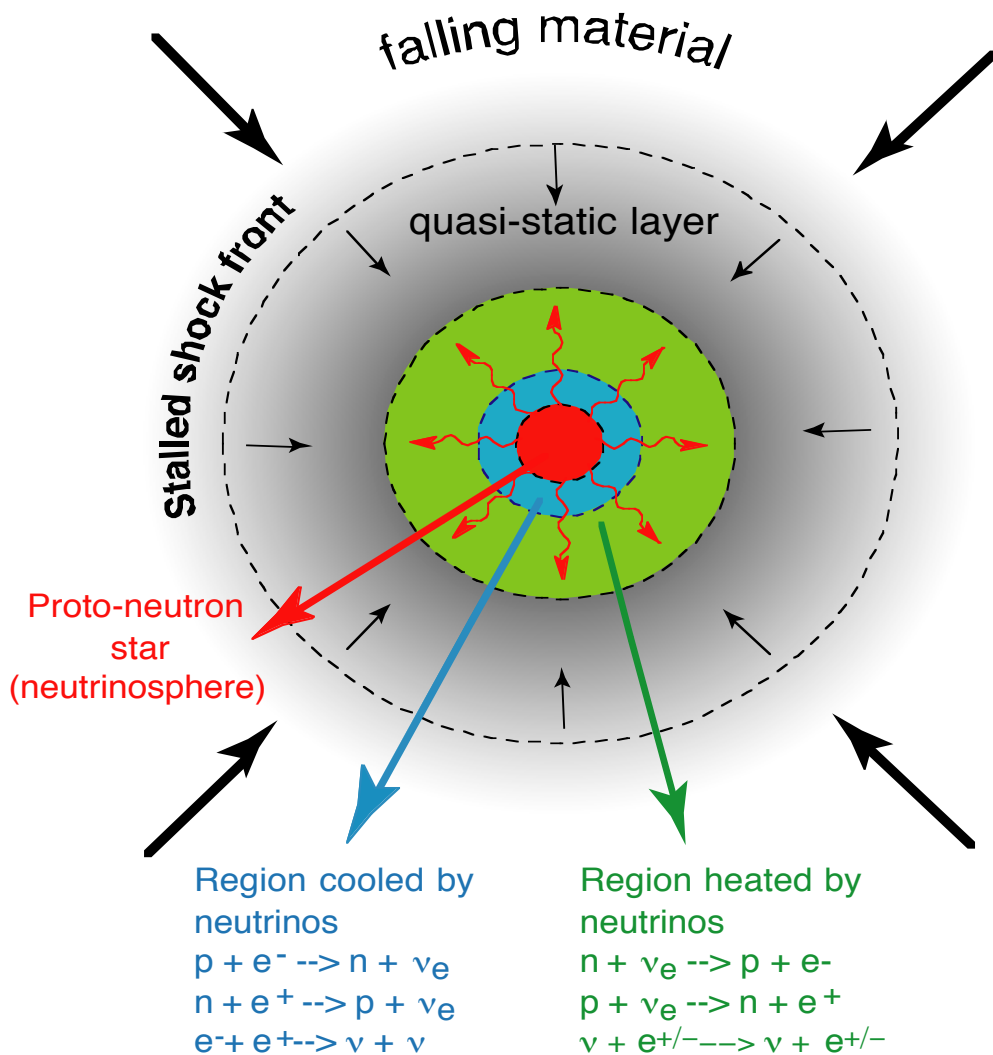 falling material
Stalled shock front
quasi-static layer
Proto-neutron
star
(neutrinosphere)
Region cooled by
neutrinos
p + e⁻ --> n + νe
n + e⁺ --> p + νe
e⁻+ e⁺--> ν + ν
Region heated by
neutrinos
n + νe --> p + e-
p + νe --> n + e⁺
ν + e⁺/⁻--> ν + e⁺/⁻